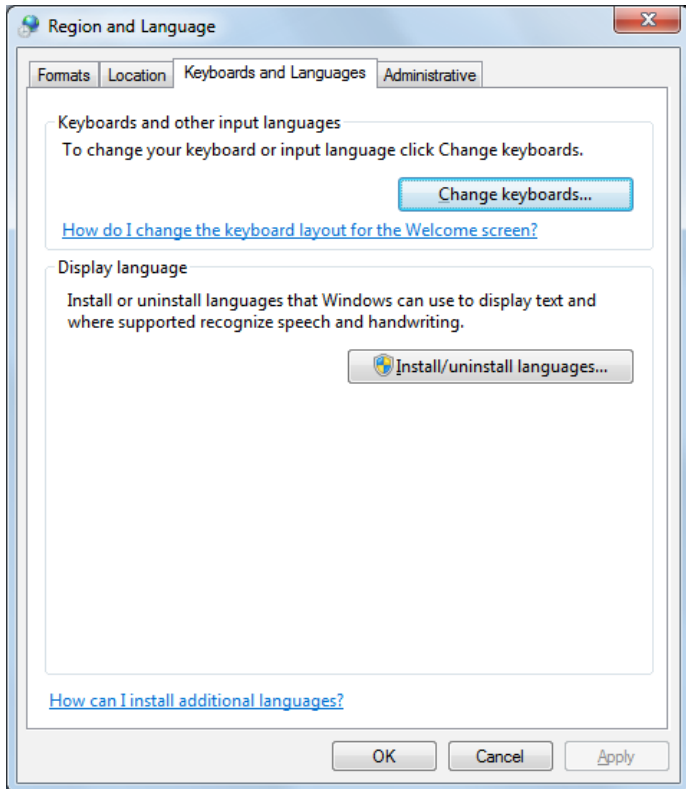 Region and Language
Formats Location Keyboards and Languages Administrative
Keyboards and other input languages
To change your keyboard or input language click Change keyboards.
Change keyboards...
How do I change the keyboard layout for the Welcome screen?
Display language
Install or uninstall languages that Windows can use to display text and
where supported recognize speech and handwriting.
Install/uninstall languages...
How can I install additional languages?
OK Cancel Apply